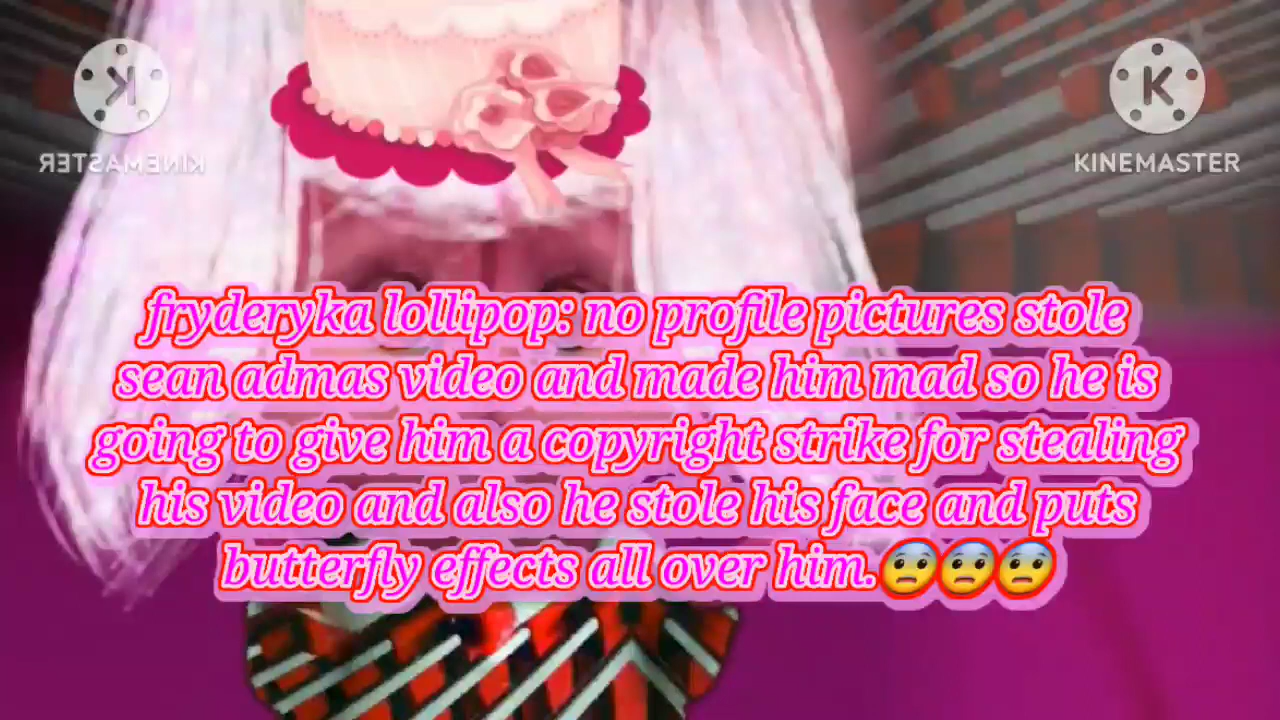 KINEMASTER
KINEMASTER
fryderyka lollipop: no profile pictures stole
sean admas video and made him mad so he is
going to give him a copyright strike for stealing
his video and also he stole his face and puts
butterfly effects all over him.😨😨😨